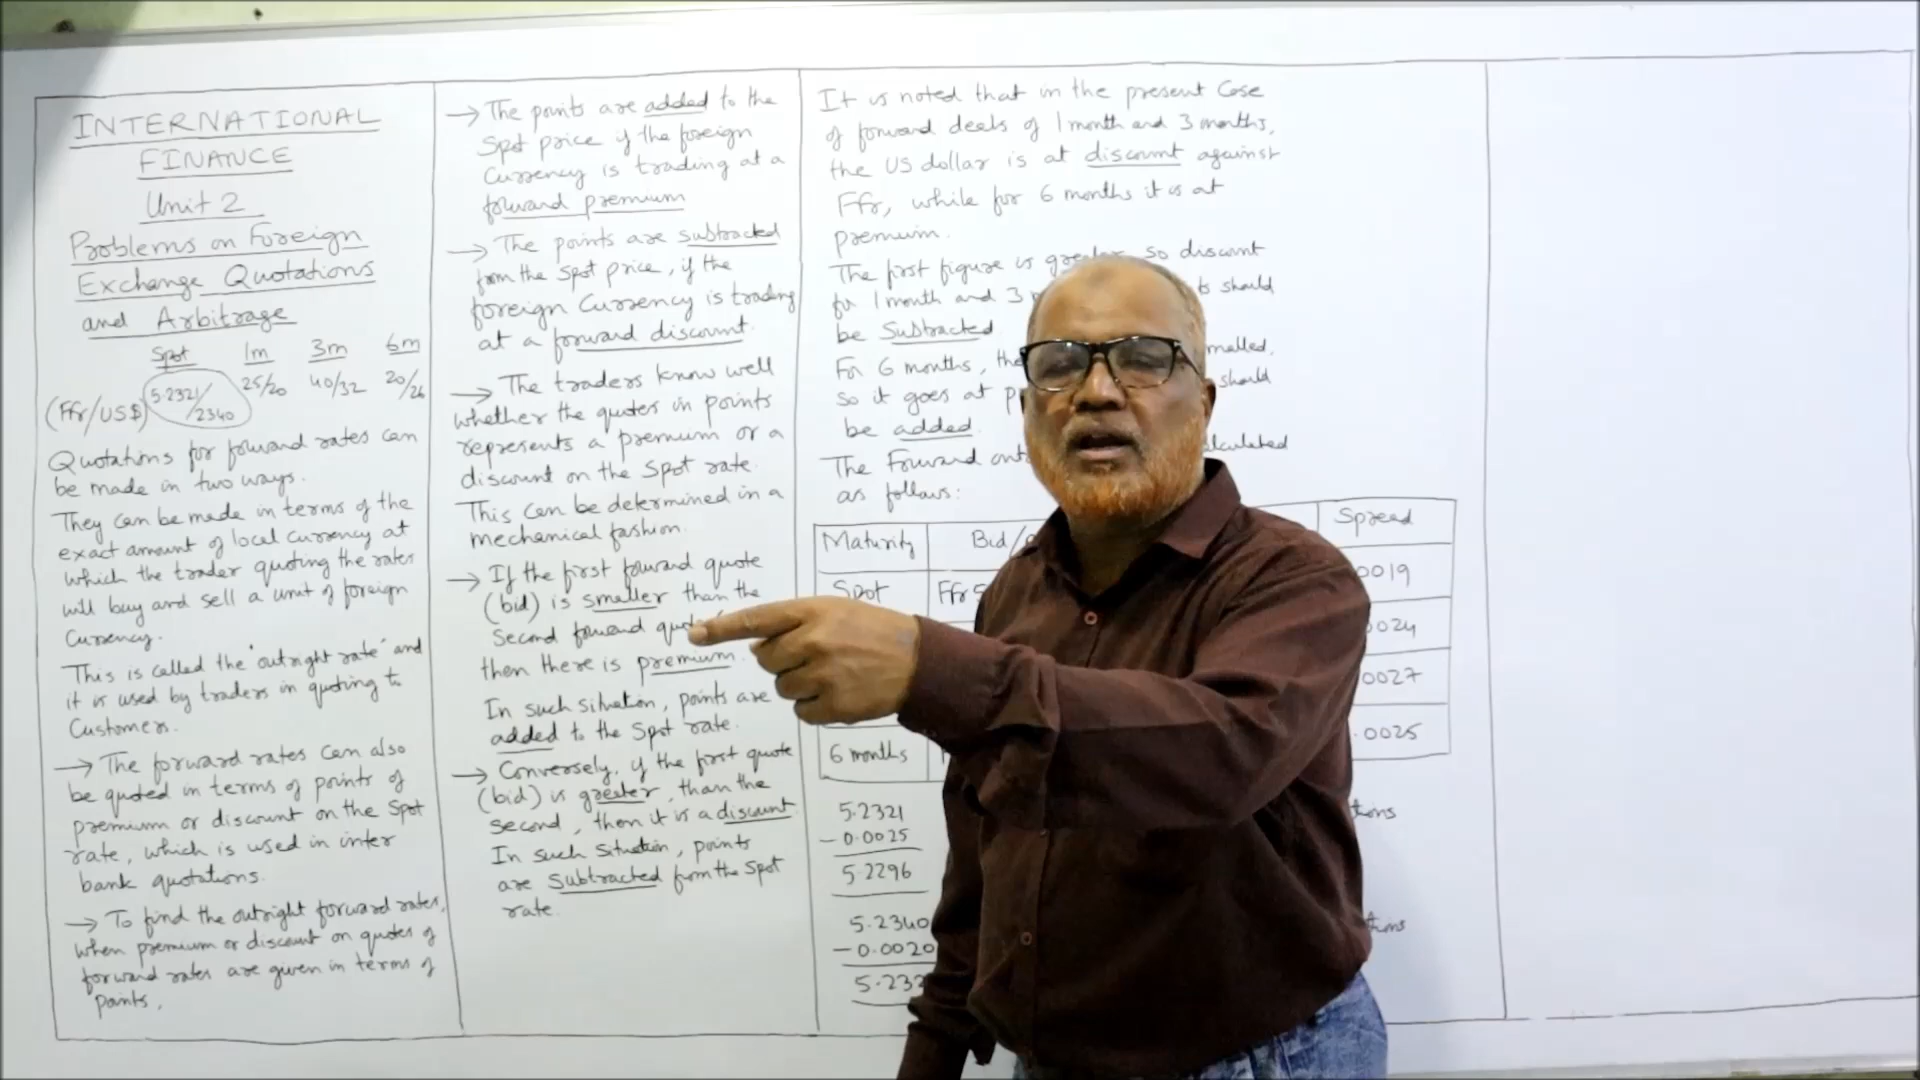 INTERNATIONAL
FINANCE
Unit 2
Problems on Foreign
Exchange Quotations
and Arbitrage
Spot 1m 3m 6m
(Ffr/US$) 5.2321/2340 25/20 40/32 20/26
Quotations for forward rates can
be made in two ways.
They can be made in terms of the
exact amount of local currency at
which the trader quoting the rates
will buy and sell a unit of foreign
Currency.
This is called the "outright rate" and
it is used by traders in quoting to
Customers.
→ The forward rates can also
be quoted in terms of points of
premium or discount on the Spot
rate, which is used in inter
bank quotations.
→ To find the outright forward rates,
when premium or discount on quotes of
forward rates are given in terms of
points,
→ The points are added to the
Spot price if the foreign
Currency is trading at a
forward premium
→ The points are subtracted
from the spot price, if the
foreign Currency is trading
at a forward discount.
→ The traders know well
whether the quotes in points
represents a premium or a
discount on the Spot rate.
This can be determined in a
mechanical fashion.
→ If the first forward quote
(bid) is smaller than the
Second forward
then there is premium.
In such situation, points are
added to the Spot rate.
→ Conversely, if the first quote
(bid) is greater, than the
second, then it is a discount.
In such situation, points
are subtracted from the Spot
rate.
It is noted that in the present Case
of forward deals of 1 month and 3 months,
the US dollar is at discount against
Ffr, while for 6 months it is at
premium.
The first figure is so discount
for 1 month and 3 should
be Subtracted
For 6 months, the
so it goes at should
be added.
The Forward
as follows:
Maturity Bid/ Spread
Spot Ffr 5 0019
0024
0027
6 months .0025
5.2321
-0.0025
5.2296
5.2340
-0.0020
5.232